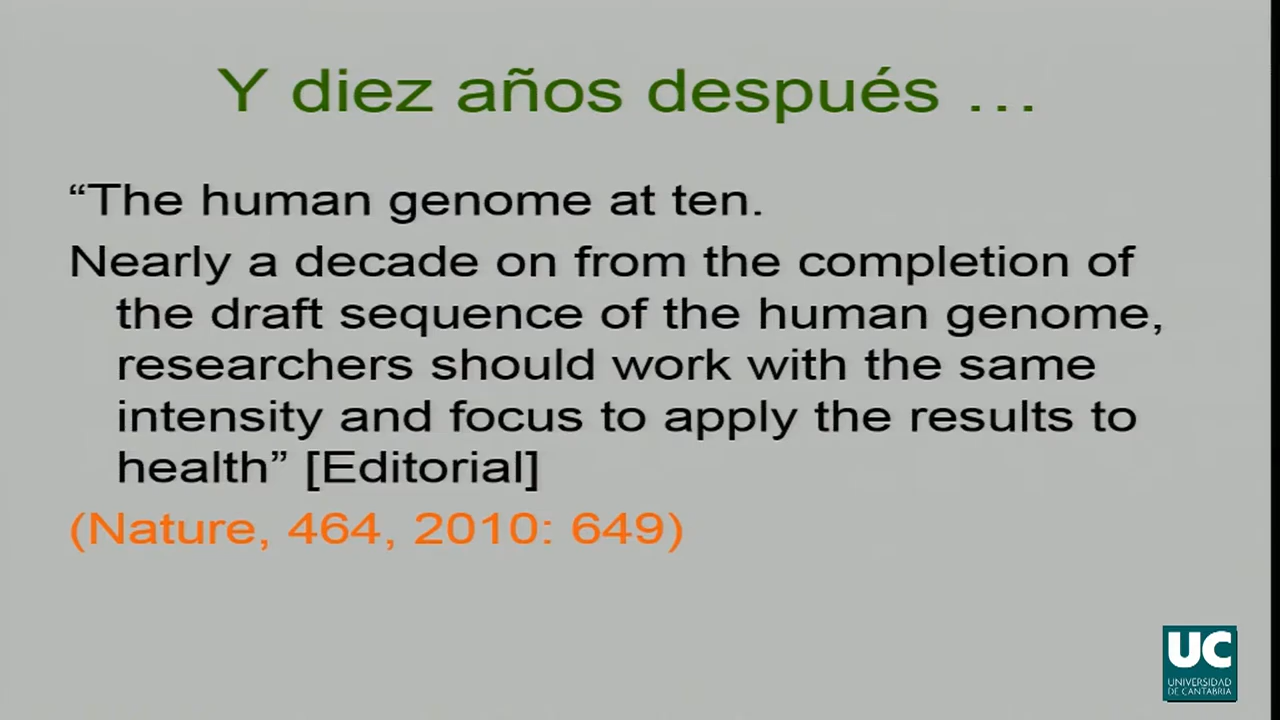 Y diez años después …
“The human genome at ten.
Nearly a decade on from the completion of
the draft sequence of the human genome,
researchers should work with the same
intensity and focus to apply the results to
health” [Editorial]
(Nature, 464, 2010: 649)
UC
UNIVERSIDAD
DE CANTABRIA